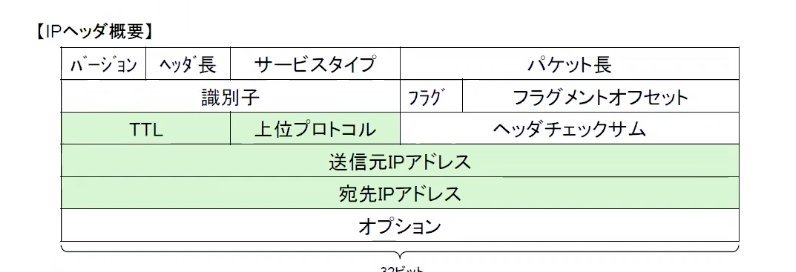 【IPヘッダ概要】
バージョン ヘッダ長 サービスタイプ パケット長
識別子 フラグ フラグメントオフセット
TTL 上位プロトコル ヘッダチェックサム
送信元IPアドレス
宛先IPアドレス
オプション
32ビット